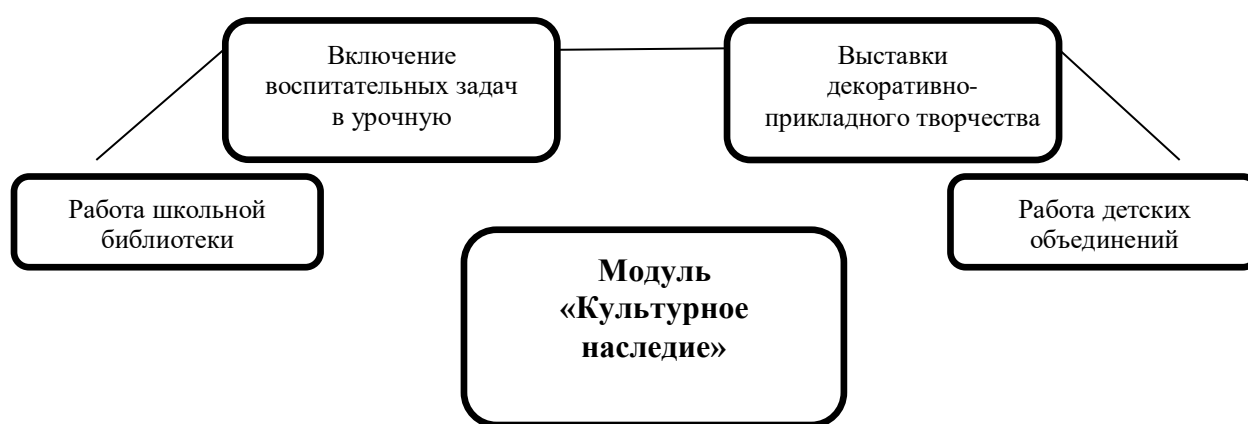 Включение
воспитательных задач
в урочную
Выставки
декоративно-
прикладного творчества
Работа школьной
библиотеки
Работа детских
объединений
Модуль
«Культурное
наследие»